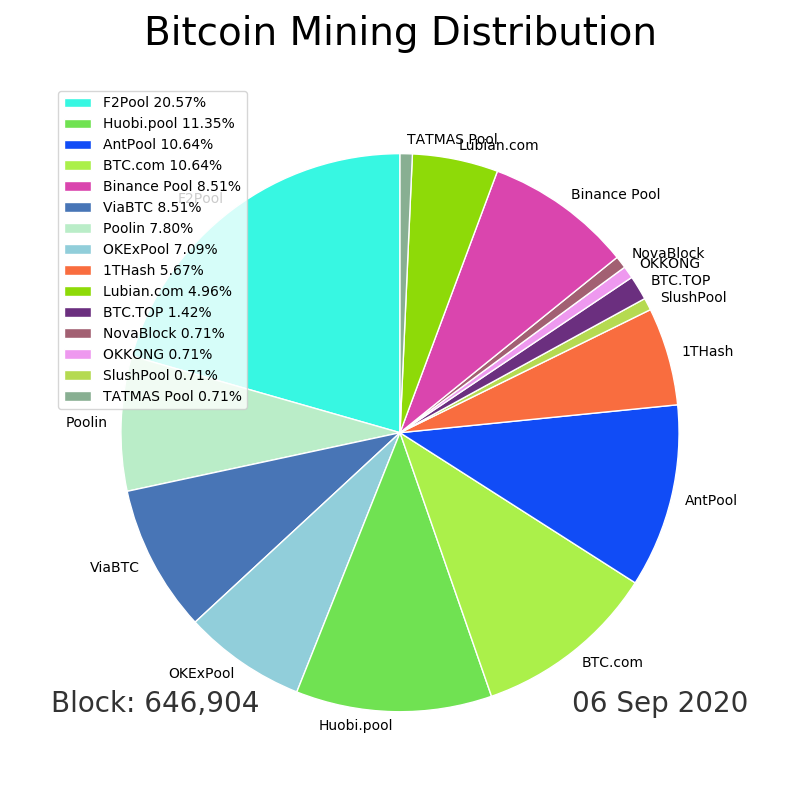 Bitcoin Mining Distribution
F2Pool 20.57%
Huobi.pool 11.35%
AntPool 10.64%
BTC.com 10.64%
Binance Pool 8.51%
ViaBTC 8.51%
Poolin 7.80%
OKExPool 7.09%
1THash 5.67%
Lubian.com 4.96%
BTC.TOP 1.42%
NovaBlock 0.71%
OKKONG 0.71%
SlushPool 0.71%
TATMAS Pool 0.71%
TATMAS Pool
Lubian.com
Binance Pool
NovaBlock
OKKONG
BTC.TOP
SlushPool
1THash
AntPool
BTC.com
Huobi.pool
OKExPool
ViaBTC
Poolin
F2Pool
Block: 646,904
06 Sep 2020